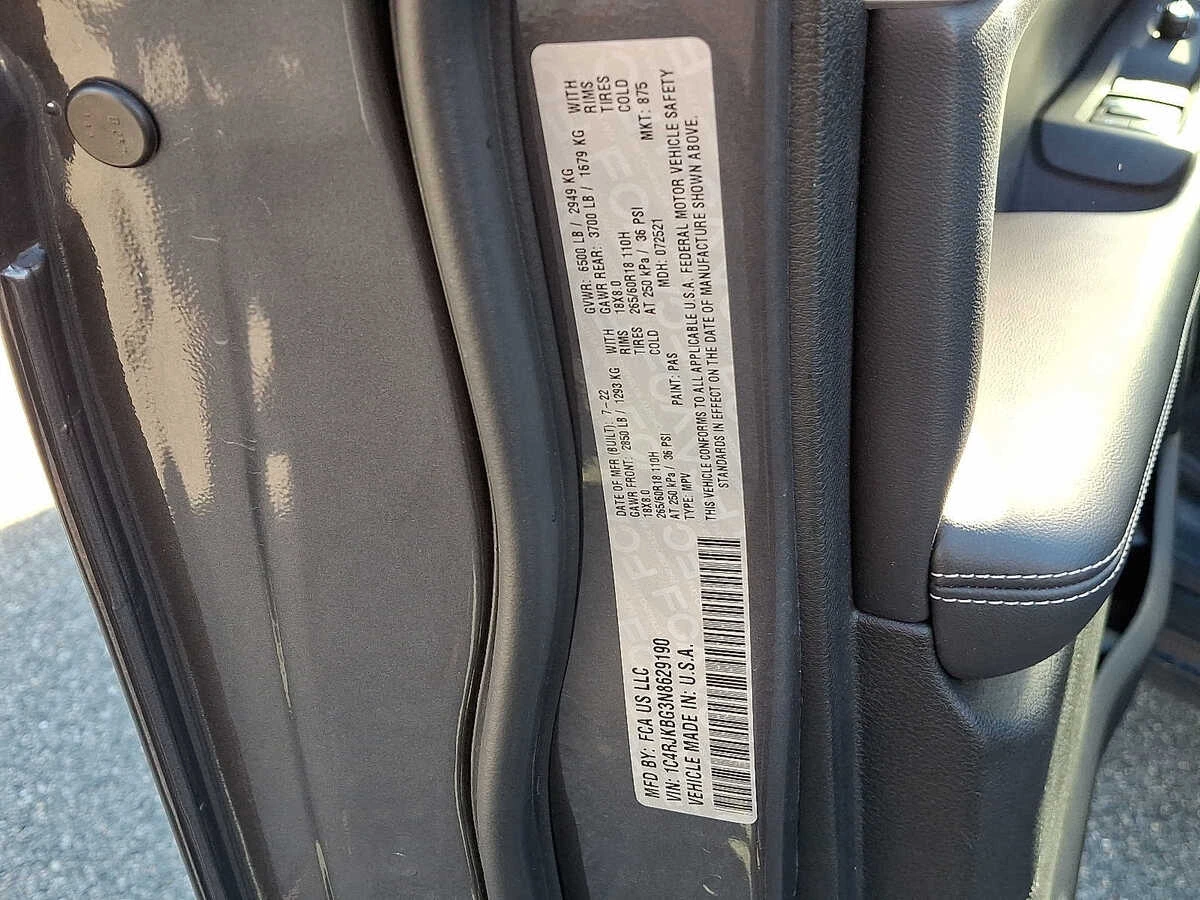 MFD BY: FCA US LLC
VIN: 1C4RJKBG3N8629190
VEHICLE MADE IN: U.S.A.
DATE OF MFR (BUILT): 7-22 GVWR: 6500 LB / 2949 KG
GAWR FRONT: 2850 LB / 1293 KG WITH GAWR REAR: 3700 LB / 1679 KG WITH
18X8.0 RIMS 18X8.0 RIMS
265/60R18 110H TIRES 265/60R18 110H TIRES
AT 250 kPa / 36 PSI COLD AT 250 kPa / 36 PSI COLD
TYPE: MPV PAINT: PAS MDH: 072521 MKT: 875
THIS VEHICLE CONFORMS TO ALL APPLICABLE U.S.A. FEDERAL MOTOR VEHICLE SAFETY
STANDARDS IN EFFECT ON THE DATE OF MANUFACTURE SHOWN ABOVE.